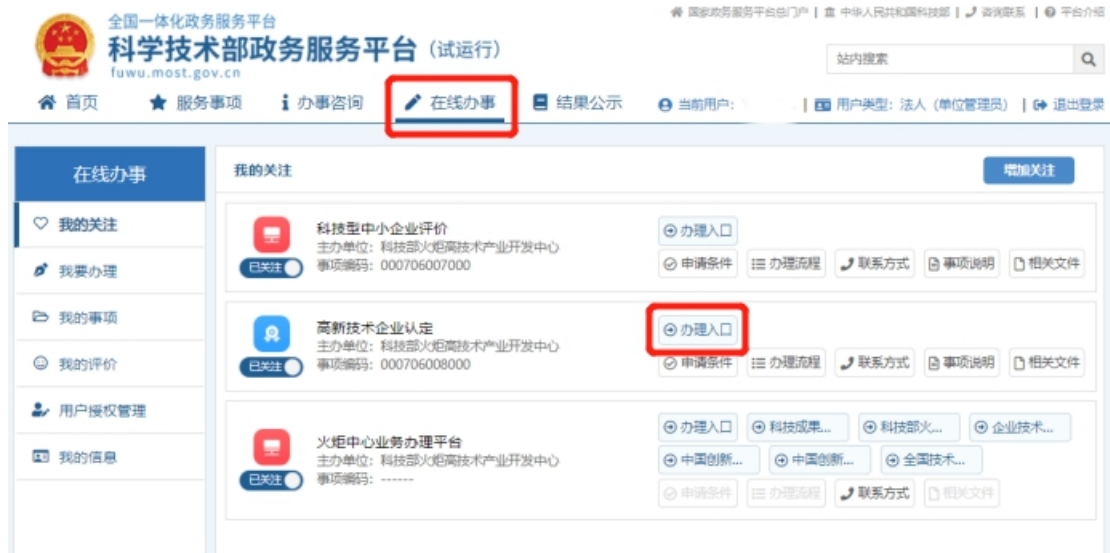 国家政务服务平台总门户 | 中华人民共和国科技部 | 咨询联系 | 平台介绍
全国一体化政务服务平台
科学技术部政务服务平台（试运行）
fuwu.most.gov.cn
站内搜索
首页 服务事项 办事咨询 在线办事 结果公示 当前用户： | 用户类型：法人（单位管理员） | 退出登录
在线办事
我的关注
我要办理
我的事项
我的评价
用户授权管理
我的信息
我的关注 增加关注
科技型中小企业评价
主办单位：科技部火炬高技术产业开发中心
事项编码：000706007000
已关注
办理入口
申请条件 办理流程 联系方式 事项说明 相关文件
高新技术企业认定
主办单位：科技部火炬高技术产业开发中心
事项编码：000706008000
已关注
办理入口
申请条件 办理流程 联系方式 事项说明 相关文件
火炬中心业务办理平台
主办单位：科技部火炬高技术产业开发中心
事项编码：------
已关注
办理入口 科技成果... 科技部火... 企业技术...
中国创新... 中国创新... 全国技术...
申请条件 办理流程 联系方式 相关文件